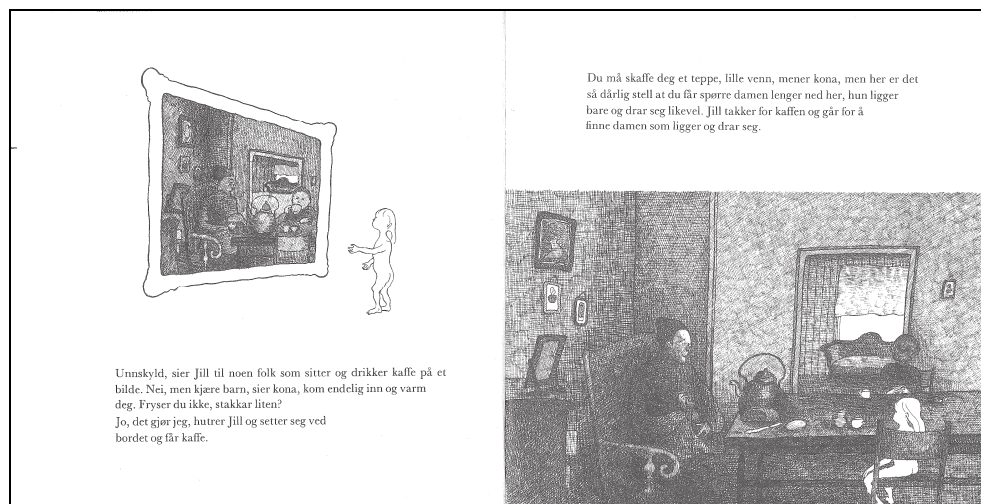 Unnskyld, sier Jill til noen folk som sitter og drikker kaffe på et
bilde. Nei, men kjære barn, sier kona, kom endelig inn og varm
deg. Fryser du ikke, stakkar liten?
Jo, det gjør jeg, hutrer Jill og setter seg ved
bordet og får kaffe.
Du må skaffe deg et teppe, lille venn, mener kona, men her er det
så dårlig stell at du får spørre damen lenger ned her, hun ligger
bare og drar seg likevel. Jill takker for kaffen og går for å
finne damen som ligger og drar seg.